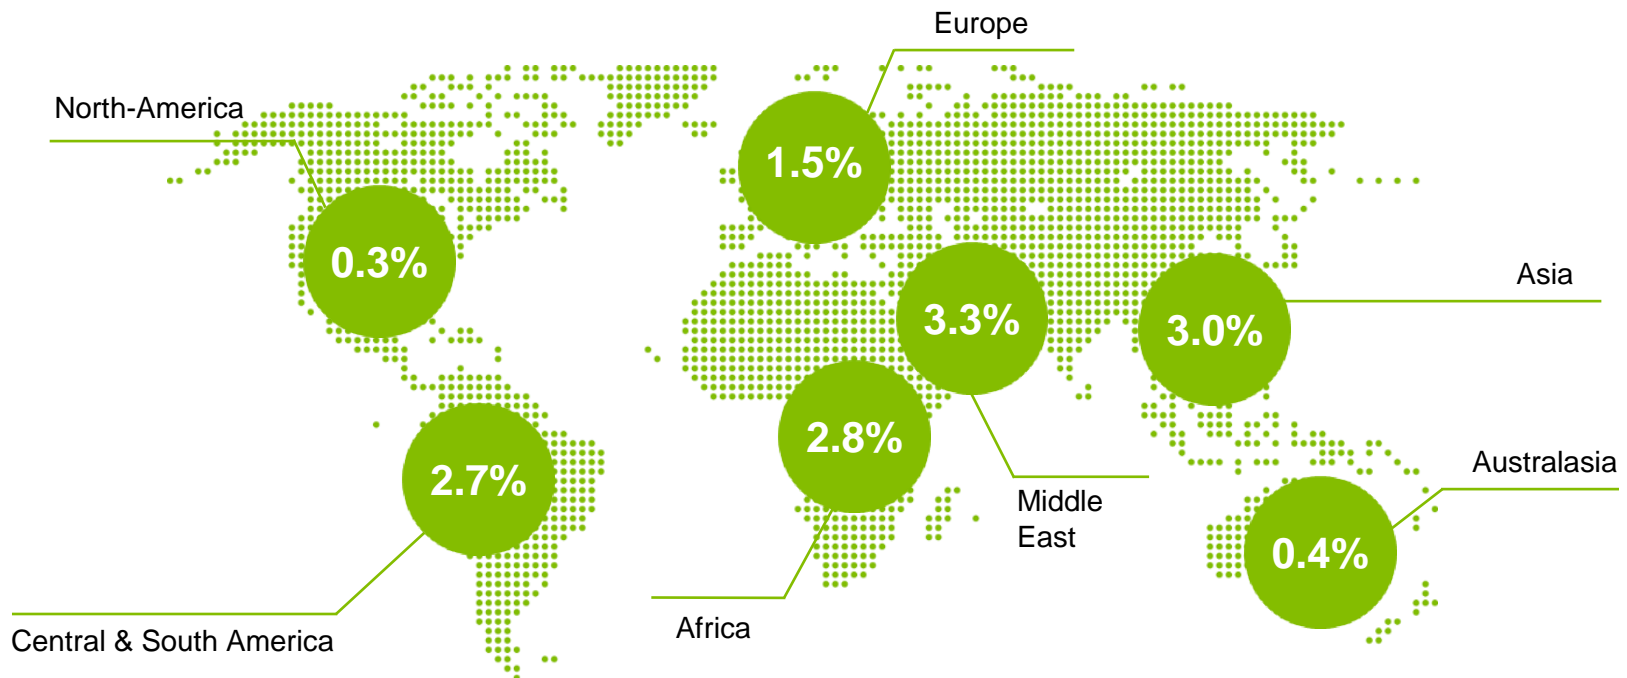 Europe
North-America
1.5%
0.3%
Asia
3.3%
3.0%
2.8%
Australasia
2.7%
Middle
East
0.4%
Africa
Central & South America